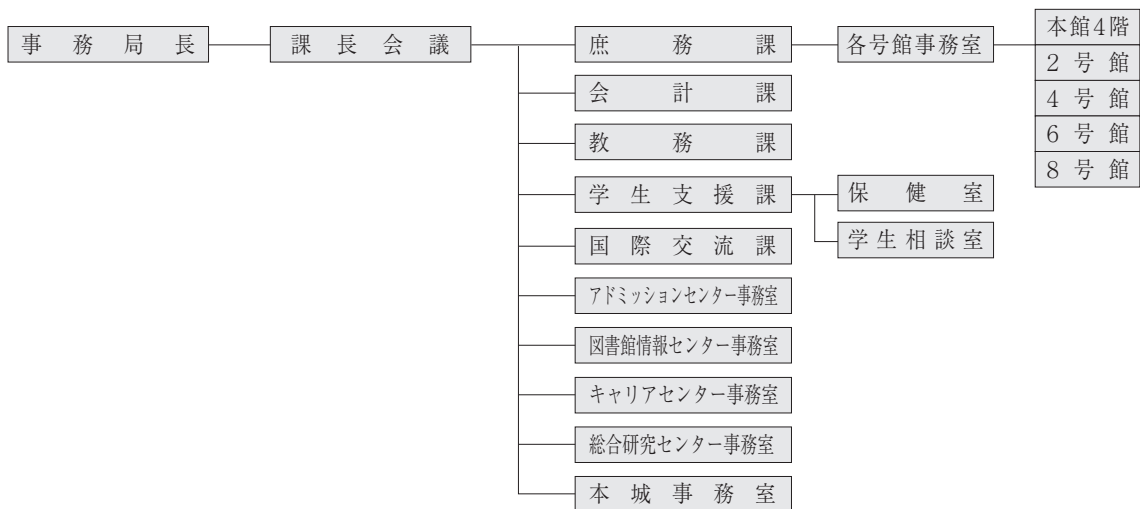 事務局長
課長会議
庶務課
各号館事務室
本館4階
2号館
4号館
6号館
8号館
会計課
教務課
学生支援課
保健室
学生相談室
国際交流課
アドミッションセンター事務室
図書館情報センター事務室
キャリアセンター事務室
総合研究センター事務室
本城事務室